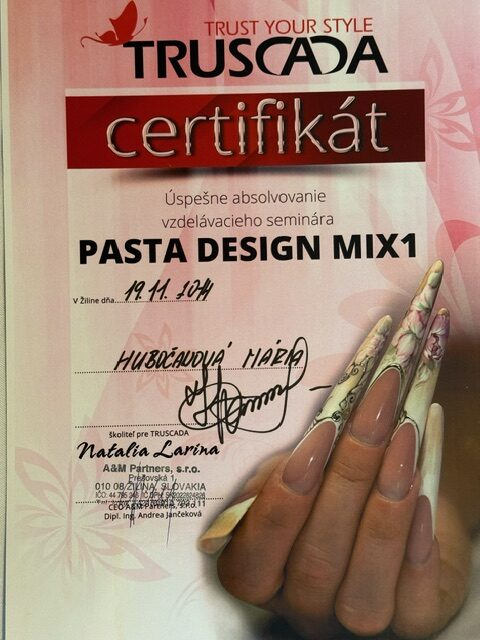 TRUST YOUR STYLE
TRUSCADA
certifikát
Úspešne absolvovanie
vzdelávacieho seminára
PASTA DESIGN MIX1
V Žiline dňa 19.11.2014
MÁRIA
školiteľ pre TRUSCADA
Natalia Larina
A&M Partners, s.r.o.
Prešovská 1
010 08 ŽILINA, SLOVAKIA
CEO A&M Partners, s.r.o.
Dipl. Ing. Andrea Jančeková